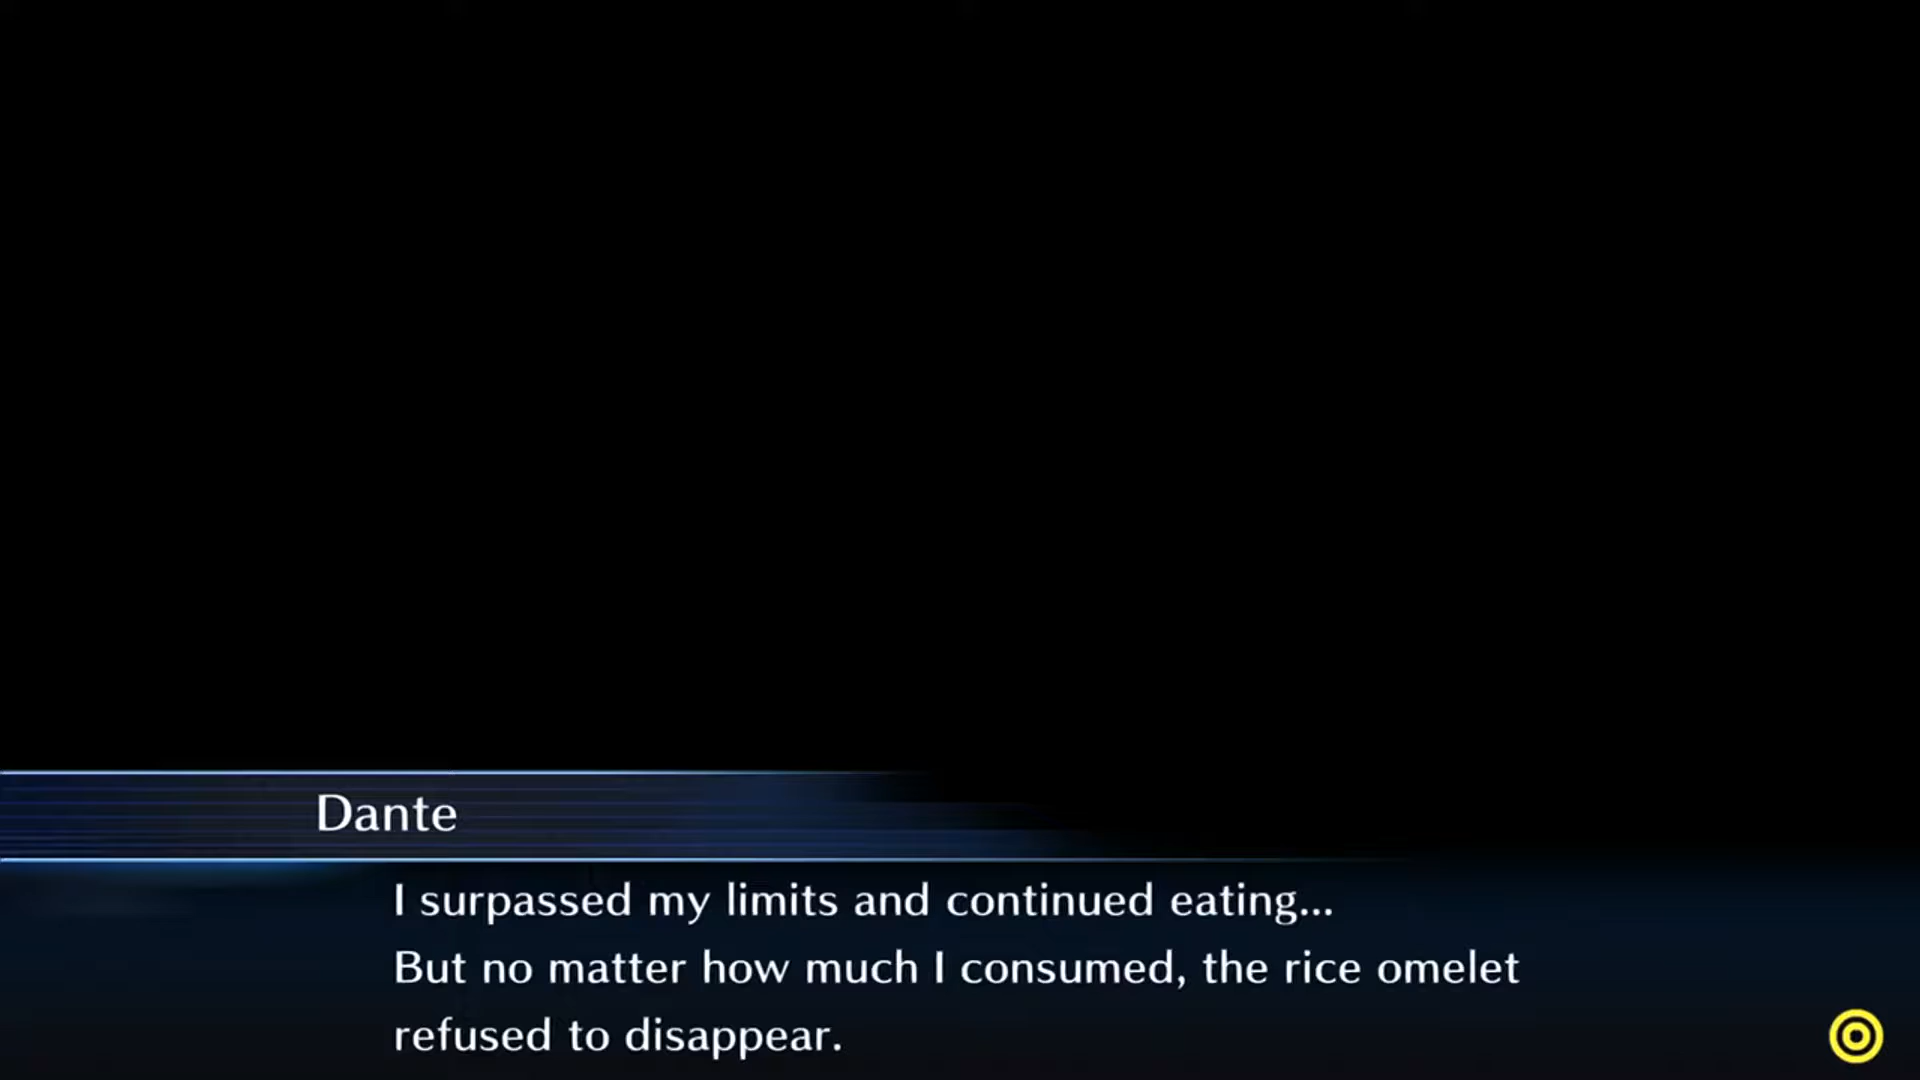 Dante
I surpassed my limits and continued eating...
But no matter how much I consumed, the rice omelet
refused to disappear.